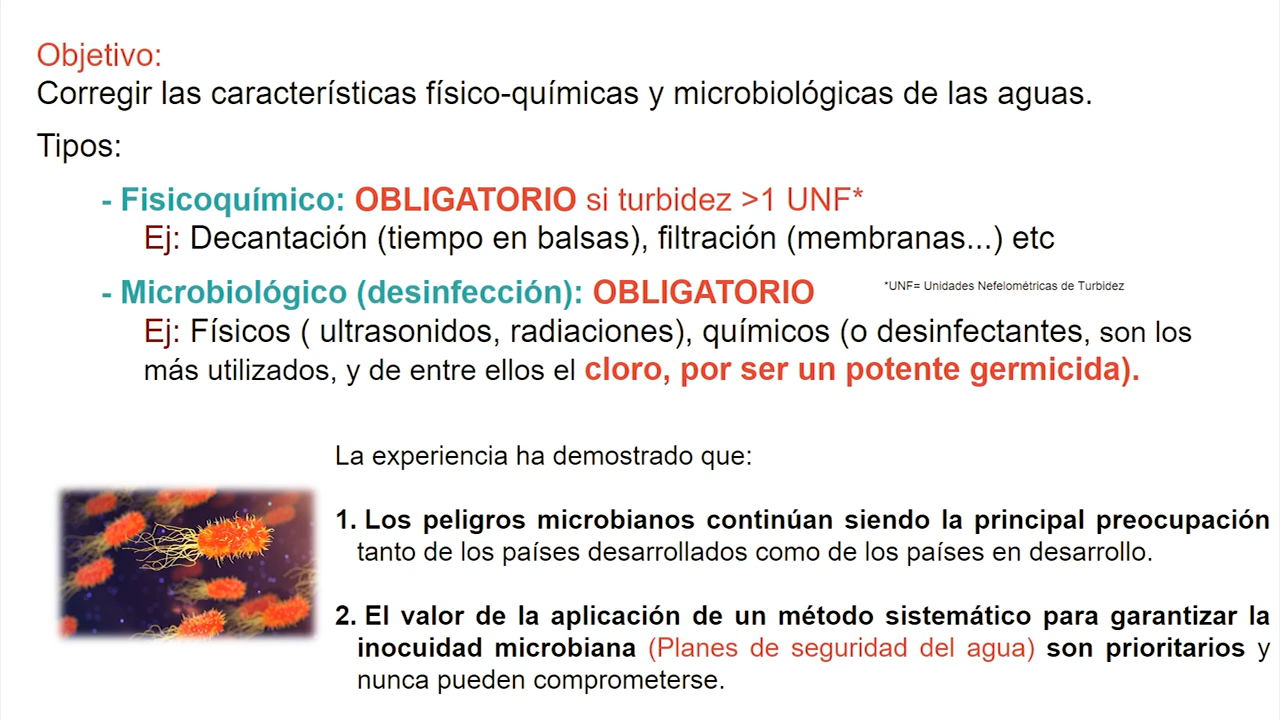 Objetivo:
Corregir las características físico-químicas y microbiológicas de las aguas.
Tipos:
- Fisicoquímico: OBLIGATORIO si turbidez >1 UNF*
Ej: Decantación (tiempo en balsas), filtración (membranas...) etc
- Microbiológico (desinfección): OBLIGATORIO
*UNF= Unidades Nefelométricas de Turbidez
Ej: Físicos ( ultrasonidos, radiaciones), químicos (o desinfectantes, son los
más utilizados, y de entre ellos el cloro, por ser un potente germicida).
La experiencia ha demostrado que:
1. Los peligros microbianos continúan siendo la principal preocupación
tanto de los países desarrollados como de los países en desarrollo.
2. El valor de la aplicación de un método sistemático para garantizar la
inocuidad microbiana (Planes de seguridad del agua) son prioritarios y
nunca pueden comprometerse.